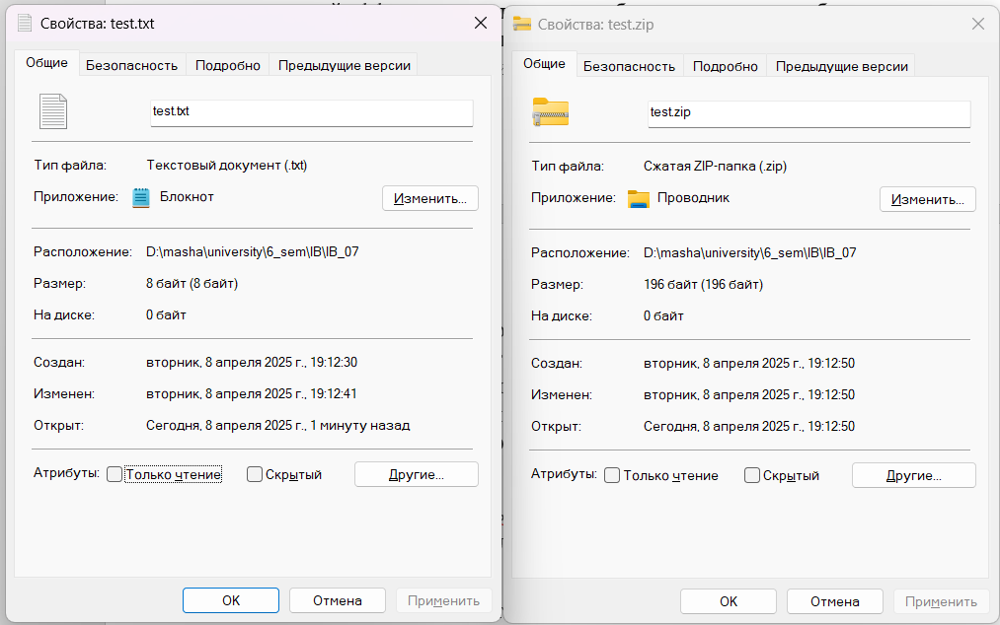 Свойства: test.txt
Общие Безопасность Подробно Предыдущие версии
test.txt
Тип файла: Текстовый документ (.txt)
Приложение: Блокнот Изменить...
Расположение: D:\masha\university\6_sem\IB\IB_07
Размер: 8 байт (8 байт)
На диске: 0 байт
Создан: вторник, 8 апреля 2025 г., 19:12:30
Изменен: вторник, 8 апреля 2025 г., 19:12:41
Открыт: Сегодня, 8 апреля 2025 г., 1 минуту назад
Атрибуты: Только чтение Скрытый Другие...
ОК Отмена Применить
Свойства: test.zip
Общие Безопасность Подробно Предыдущие версии
test.zip
Тип файла: Сжатая ZIP-папка (.zip)
Приложение: Проводник Изменить...
Расположение: D:\masha\university\6_sem\IB\IB_07
Размер: 196 байт (196 байт)
На диске: 0 байт
Создан: вторник, 8 апреля 2025 г., 19:12:50
Изменен: вторник, 8 апреля 2025 г., 19:12:50
Открыт: Сегодня, 8 апреля 2025 г., 19:12:50
Атрибуты: Только чтение Скрытый Другие...
ОК Отмена Применить